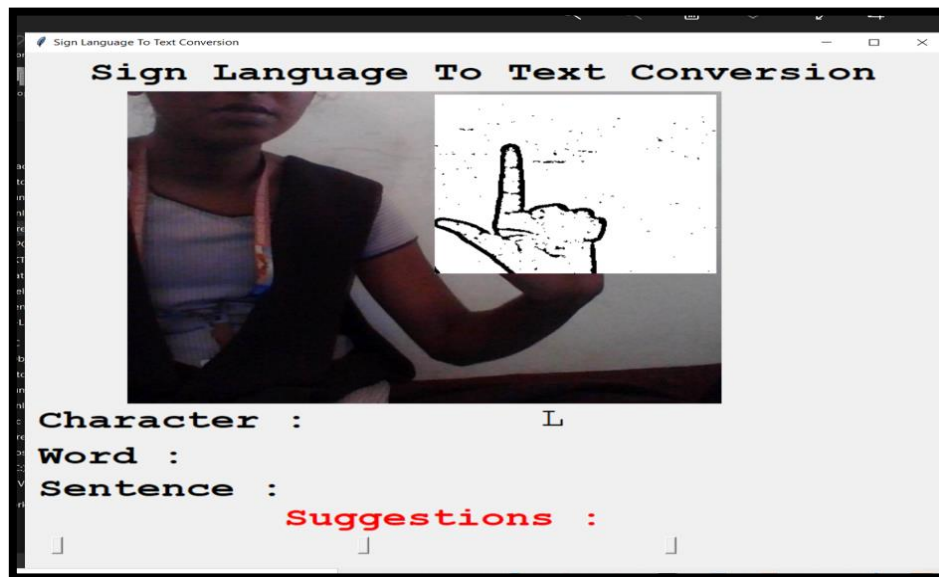 Sign Language To Text Conversion
Sign Language To Text Conversion
Character : L
Word :
Sentence :
Suggestions :